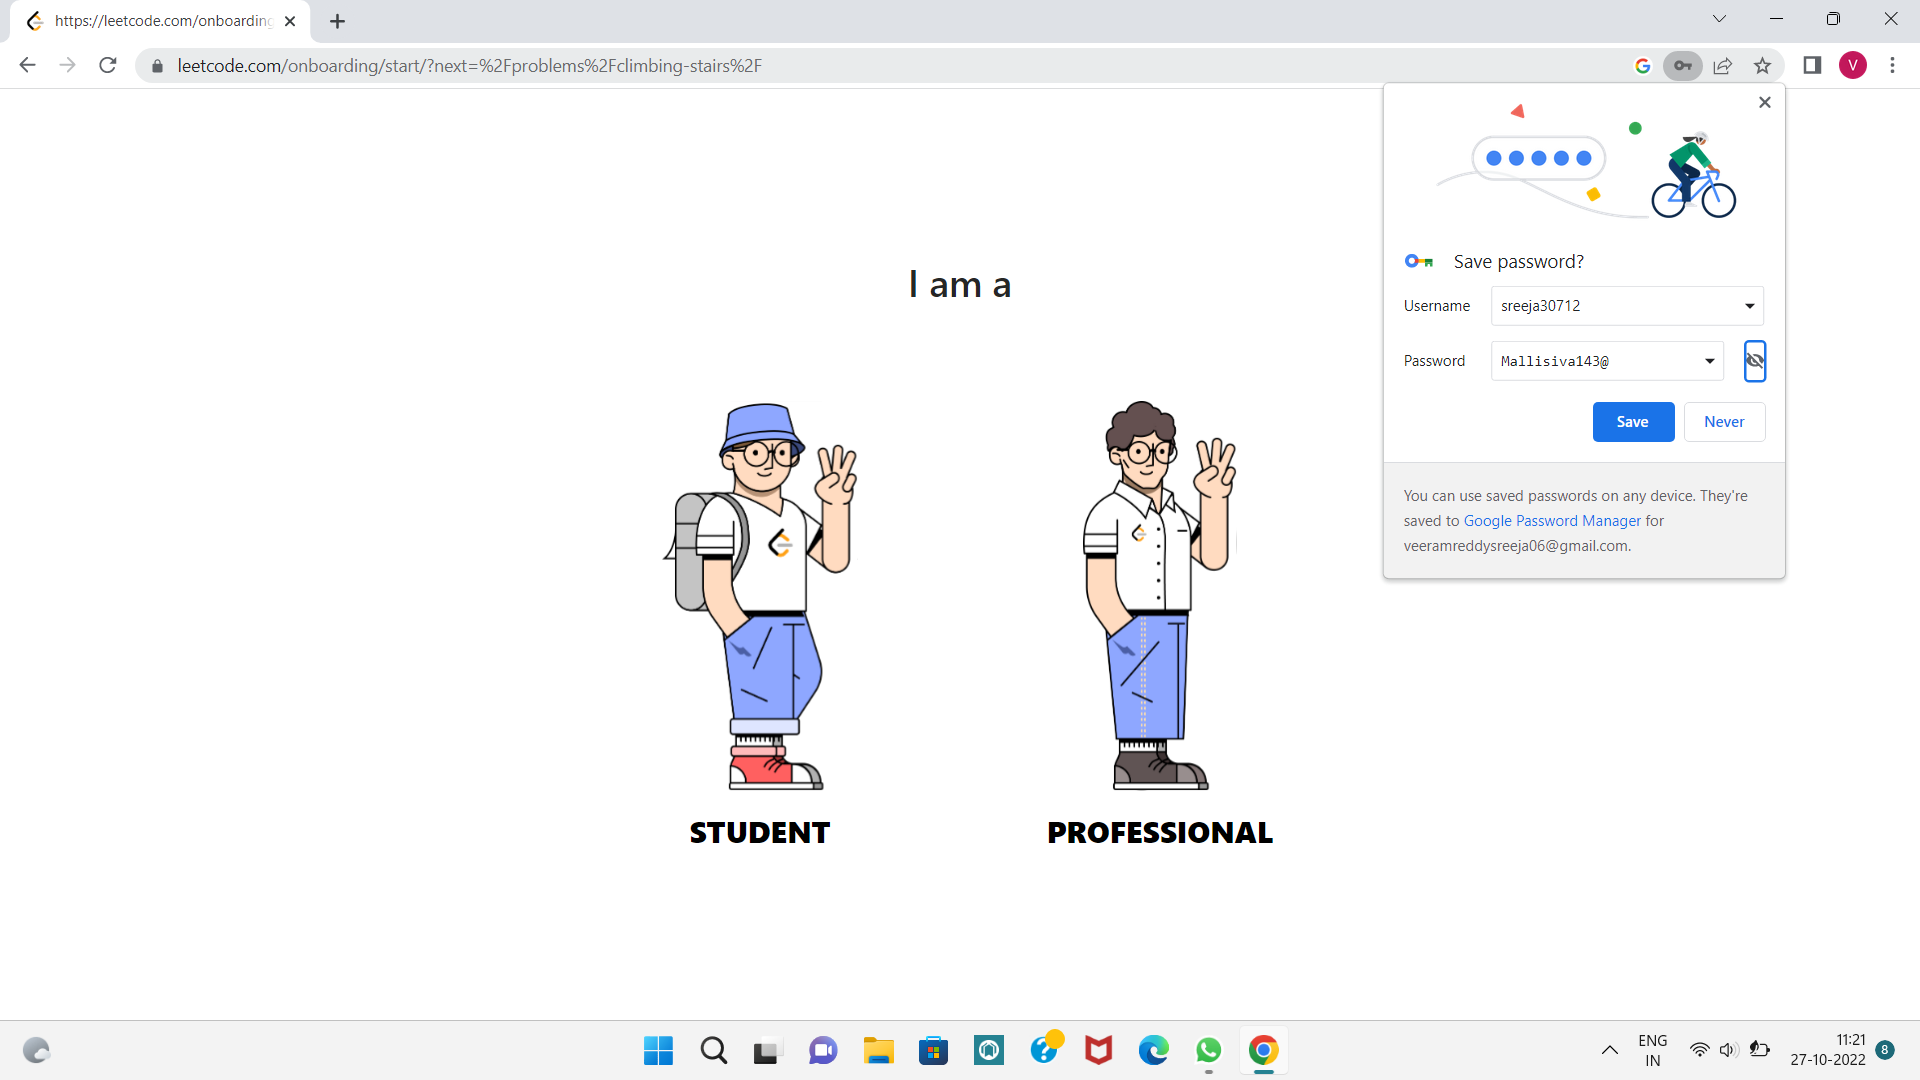 https://leetcode.com/onboarding
leetcode.com/onboarding/start/?next=%2Fproblems%2Fclimbing-stairs%2F
V
Save password?
Username sreeja30712
Password Mallisiva143@
Save Never
You can use saved passwords on any device. They're
saved to Google Password Manager for
veeramreddysreeja06@gmail.com.
I am a
STUDENT PROFESSIONAL
ENG
IN
11:21
27-10-2022
8